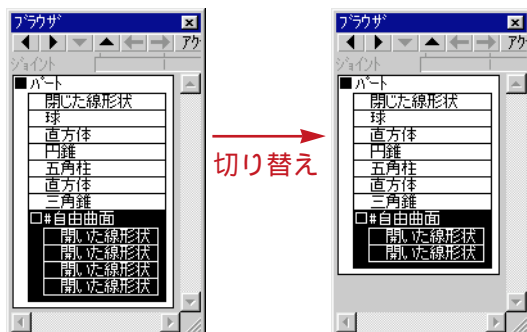 ブラウザ
アク
ジョイント
■パート
閉じた線形状
球
直方体
円錐
五角柱
直方体
三角錐
□#自由曲面
開いた線形状
開いた線形状
開いた線形状
開いた線形状
切り替え
ブラウザ
アク
ジョイント
■パート
閉じた線形状
球
直方体
円錐
五角柱
直方体
三角錐
□#自由曲面
開いた線形状
開いた線形状